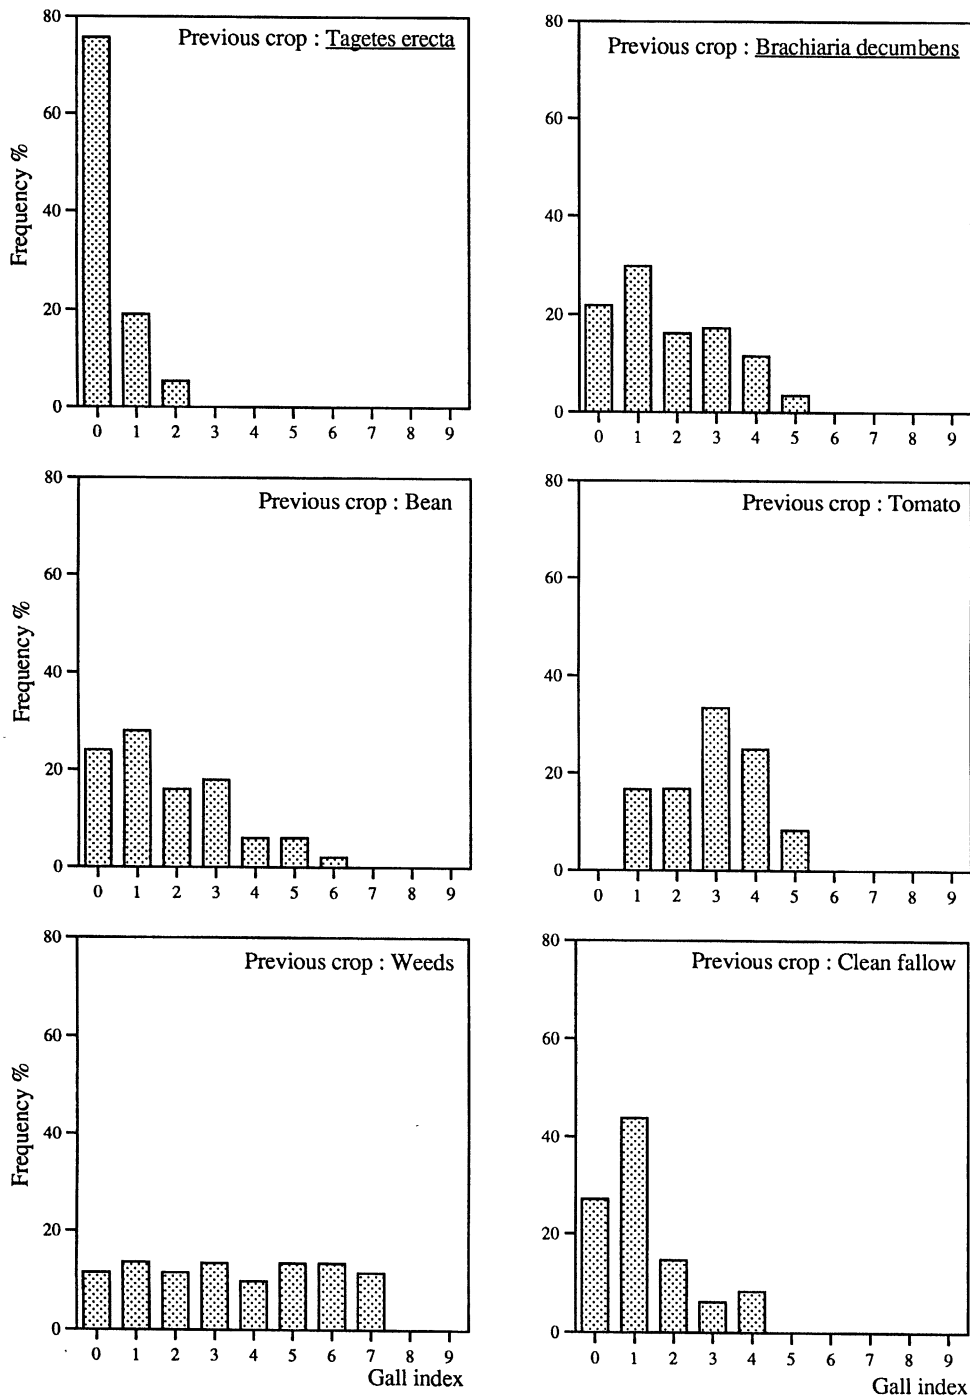 Previous crop : Tagetes erecta
Frequency %
80
60
40
20
0
0 1 2 3 4 5 6 7 8 9
Previous crop : Brachiaria decumbens
80
60
40
20
0
0 1 2 3 4 5 6 7 8 9
Previous crop : Bean
Frequency %
80
60
40
20
0
0 1 2 3 4 5 6 7 8 9
Previous crop : Tomato
80
60
40
20
0
0 1 2 3 4 5 6 7 8 9
Previous crop : Weeds
Frequency %
80
60
40
20
0
0 1 2 3 4 5 6 7 8 9
Gall index
Previous crop : Clean fallow
80
60
40
20
0
0 1 2 3 4 5 6 7 8 9
Gall index